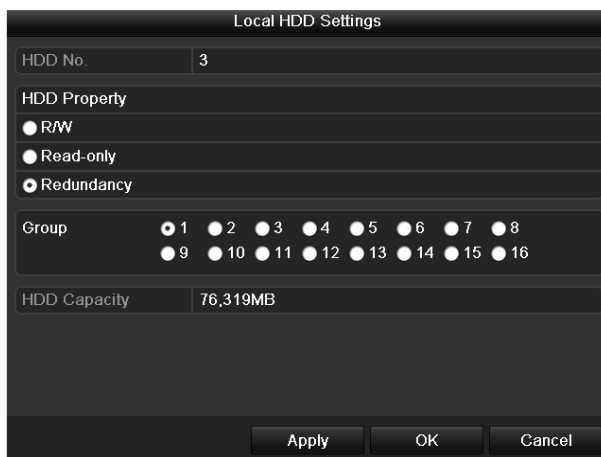 Local HDD Settings
HDD No. 3
HDD Property
R/W
Read-only
Redundancy
Group 1 2 3 4 5 6 7 8
9 10 11 12 13 14 15 16
HDD Capacity 76,319MB
Apply OK Cancel